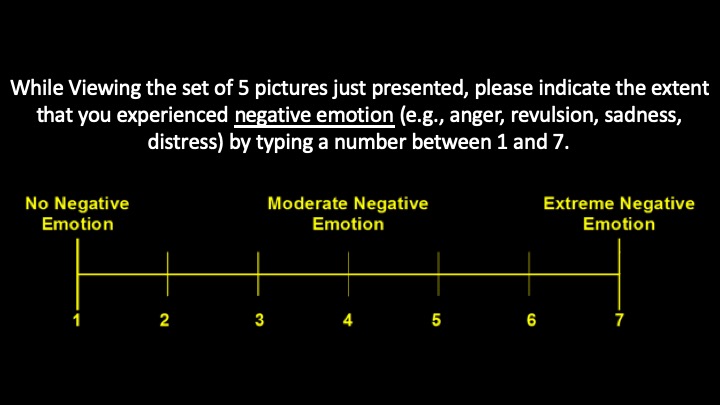 While Viewing the set of 5 pictures just presented, please indicate the extent
that you experienced negative emotion (e.g., anger, revulsion, sadness,
distress) by typing a number between 1 and 7.
No Negative Emotion
Moderate Negative Emotion
Extreme Negative Emotion
1 2 3 4 5 6 7